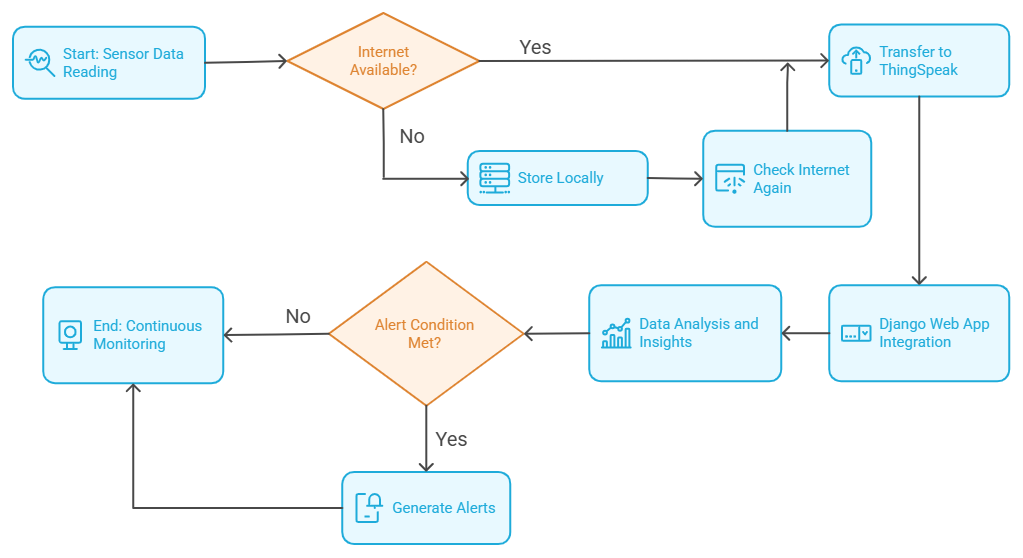 Start: Sensor Data
Reading
Internet
Available?
Yes
Transfer to
ThingSpeak
No
Store Locally
Check Internet
Again
End: Continuous
Monitoring
No
Alert Condition
Met?
Data Analysis and
Insights
Django Web App
Integration
Yes
Generate Alerts